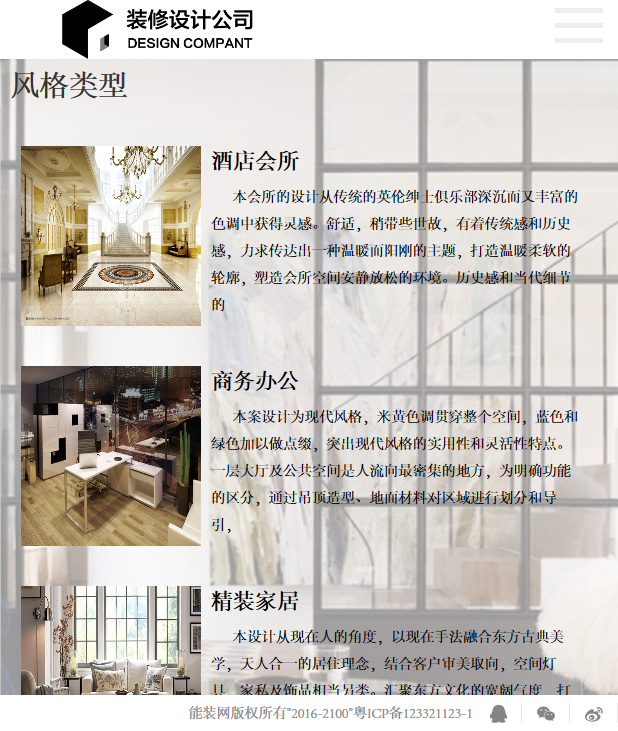 装修设计公司
DESIGN COMPANT
风格类型
酒店会所
本会所的设计从传统的英伦绅士俱乐部深沉而又丰富的
色调中获得灵感。舒适，稍带些世故，有着传统感和历史
感，力求传达出一种温暖而阳刚的主题，打造温暖柔软的
轮廓，塑造会所空间安静放松的环境。历史感和当代细节
的
商务办公
本案设计为现代风格，米黄色调贯穿整个空间，蓝色和
绿色加以做点缀，突出现代风格的实用性和灵活性特点。
一层大厅及公共空间是人流向最密集的地方，为明确功能
的区分，通过吊顶造型、地面材料对区域进行划分和导
引，
精装家居
本设计从现在人的角度，以现在手法融合东方古典美
学，天人合一的居住理念，结合客户审美取向，空间灯
具，家私及饰品相当另类。汇聚东方文化的宽阔气度，打
能装网版权所有"2016-2100"粤ICP备123321123-1